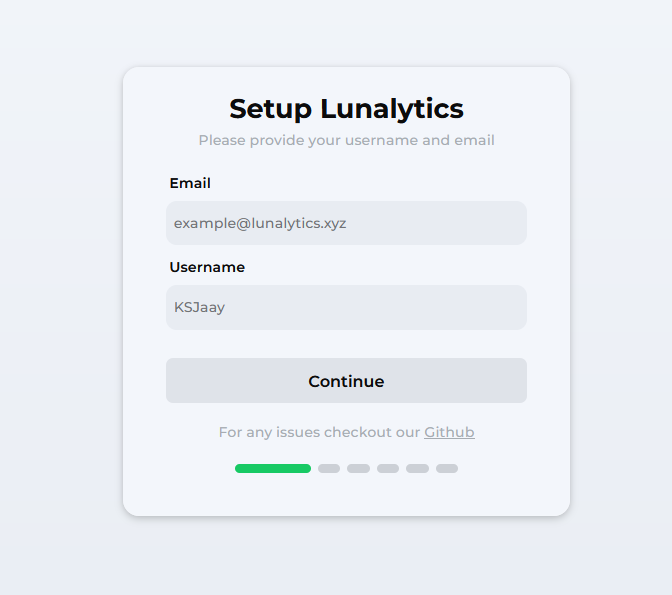 Setup Lunalytics
Please provide your username and email
Email
example@lunalytics.xyz
Username
KSJaay
Continue
For any issues checkout our Github